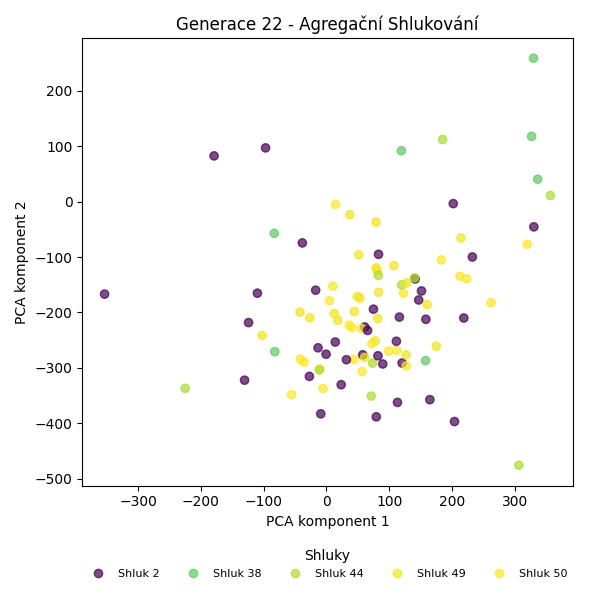 Generace 22 - Agregační Shlukování
PCA komponent 2
200
100
0
−100
−200
−300
−400
−500
−300
−200
−100
0
100
200
300
PCA komponent 1
Shluky
Shluk 2
Shluk 38
Shluk 44
Shluk 49
Shluk 50